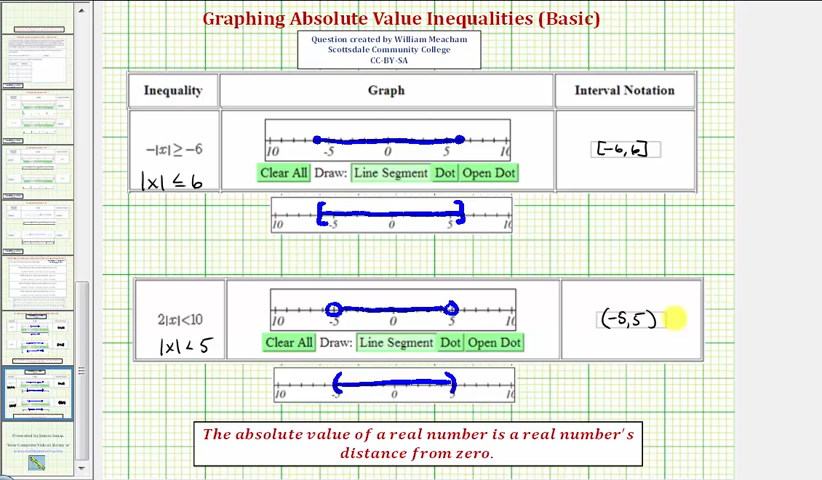 Graphing Absolute Value Inequalities (Basic)
Question created by William Meacham
Scottsdale Community College
CC-BY-SA
Inequality Graph Interval Notation
-|x| ≥ -6
|x| ≤ 6
10 -5 0 5 10
Clear All Draw: Line Segment Dot Open Dot
[-6, 6]
10 -5 0 5 10
2|x|<10
|x| < 5
10 -5 0 5 10
Clear All Draw: Line Segment Dot Open Dot
(-5, 5)
10 -5 0 5 10
The absolute value of a real number is a real number's
distance from zero.